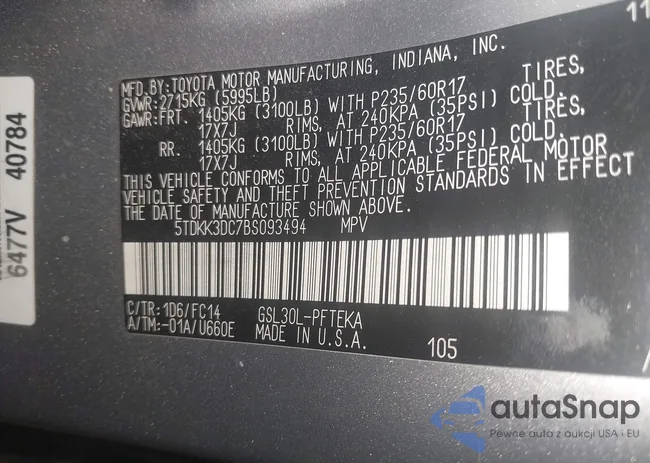 11
MFD.BY:TOYOTA MOTOR MANUFACTURING, INDIANA, INC.
GVWR:2715KG (5995LB)
GAWR:FRT. 1405KG (3100LB) WITH P235/60R17 TIRES,
17X7J RIMS, AT 240KPA (35PSI) COLD.
RR. 1405KG (3100LB) WITH P235/60R17 TIRES,
17X7J RIMS, AT 240KPA (35PSI) COLD.
THIS VEHICLE CONFORMS TO ALL APPLICABLE FEDERAL MOTOR
VEHICLE SAFETY AND THEFT PREVENTION STANDARDS IN EFFECT
THE DATE OF MANUFACTURE SHOWN ABOVE.
5TDKK3DC7BS093494 MPV
C/TR: 1D6/FC14 GSL30L-PFTEKA
A/TM:-01A/U660E MADE IN U.S.A.
105
6477V 40784
autaSnap
Pewne auta z aukcji USA i EU